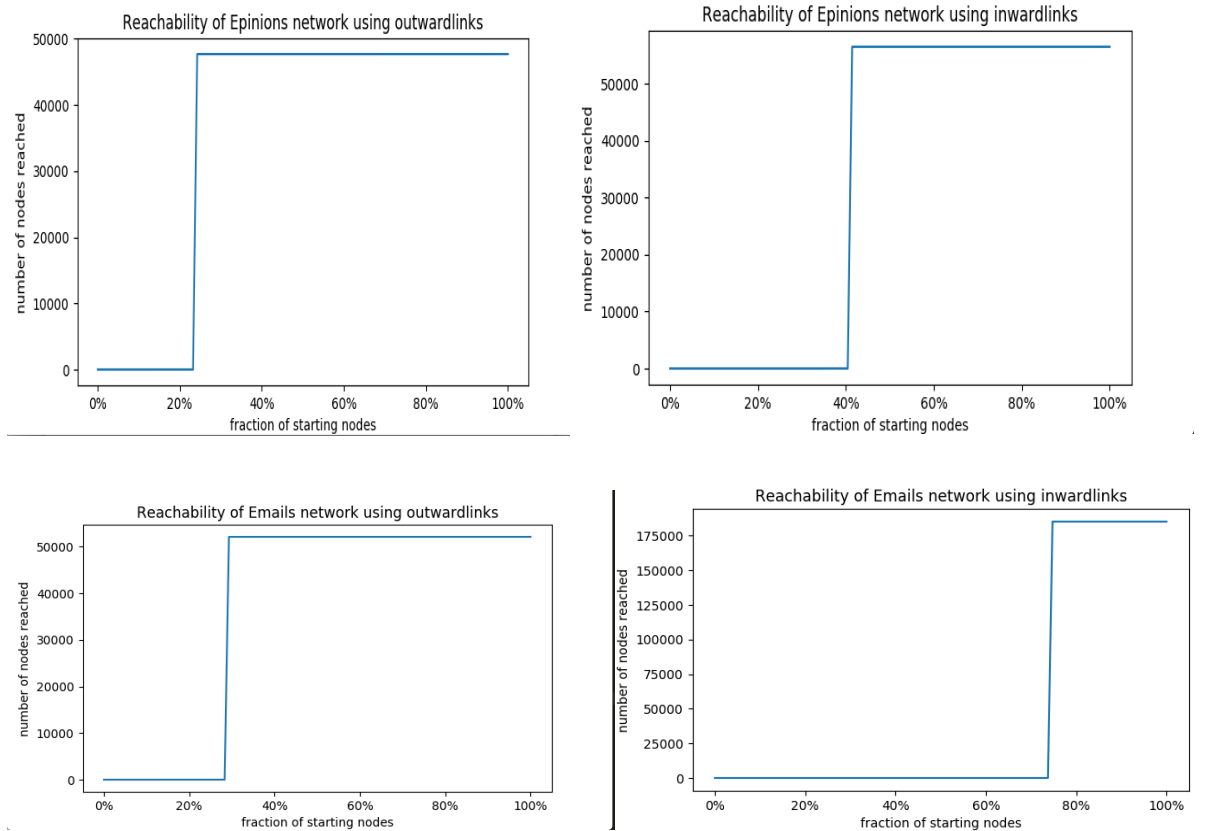 Reachability of Epinions network using outwardlinks
50000
40000
30000
20000
10000
0
number of nodes reached
0% 20% 40% 60% 80% 100%
fraction of starting nodes
Reachability of Epinions network using inwardlinks
50000
40000
30000
20000
10000
0
number of nodes reached
0% 20% 40% 60% 80% 100%
fraction of starting nodes
Reachability of Emails network using outwardlinks
50000
40000
30000
20000
10000
0
number of nodes reached
0% 20% 40% 60% 80% 100%
fraction of starting nodes
Reachability of Emails network using inwardlinks
175000
150000
125000
100000
75000
50000
25000
0
number of nodes reached
0% 20% 40% 60% 80% 100%
fraction of starting nodes